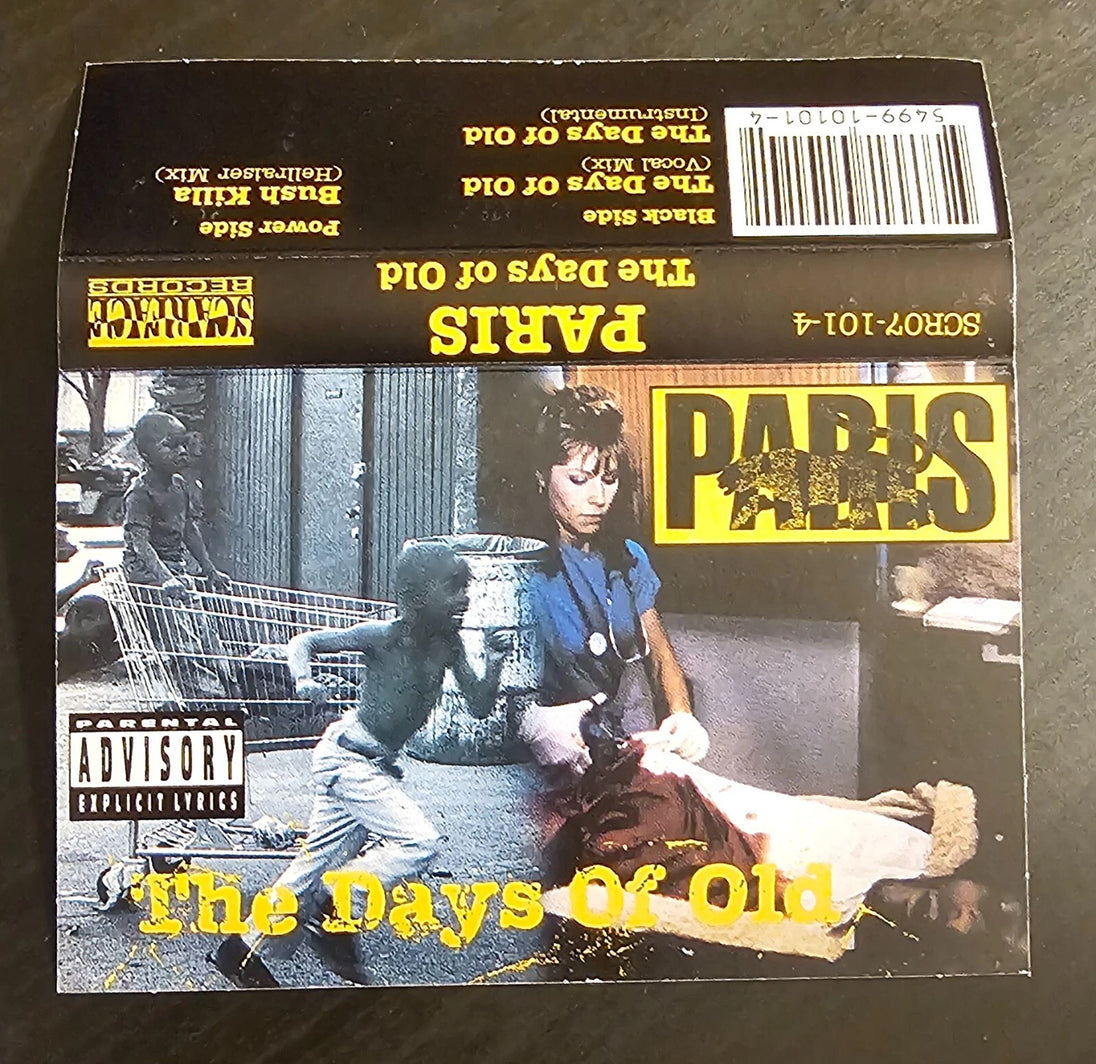 5499-10101-4
Black Side
The Days Of Old
(Vocal Mix)
The Days Of Old
(Instrumental)
Power Side
Bush Killa
(Hellraiser Mix)
SCR07-101-4
PARIS
The Days of Old
SCARFACE
RECORDS
PARIS
PARENTAL
ADVISORY
EXPLICIT LYRICS
The Days Of Old